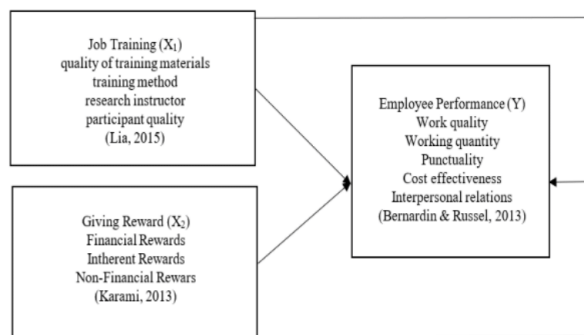 Job Training (X₁)
quality of training materials
training method
research instructor
participant quality
(Lia, 2015)
Giving Reward (X₂)
Financial Rewards
Intherent Rewards
Non-Financial Rewars
(Karami, 2013)
Employee Performance (Y)
Work quality
Working quantity
Punctuality
Cost effectiveness
Interpersonal relations
(Bernardin & Russel, 2013)